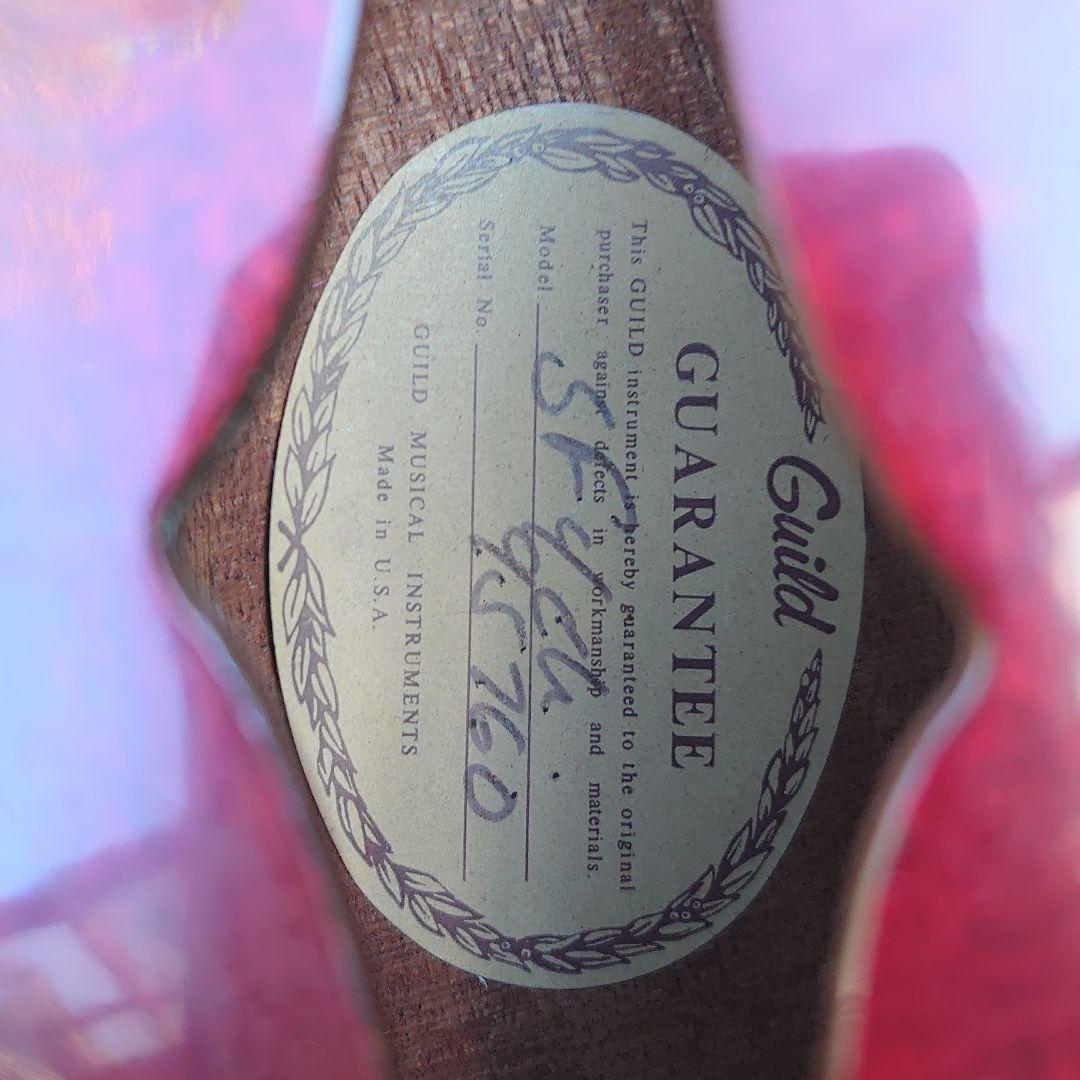 Guild
GUARANTEE
This GUILD instrument is hereby guaranteed to the original
purchaser against defects in workmanship and materials.
Model SF4Ch.
Serial No. 95760
GUILD MUSICAL INSTRUMENTS
Made in U.S.A.